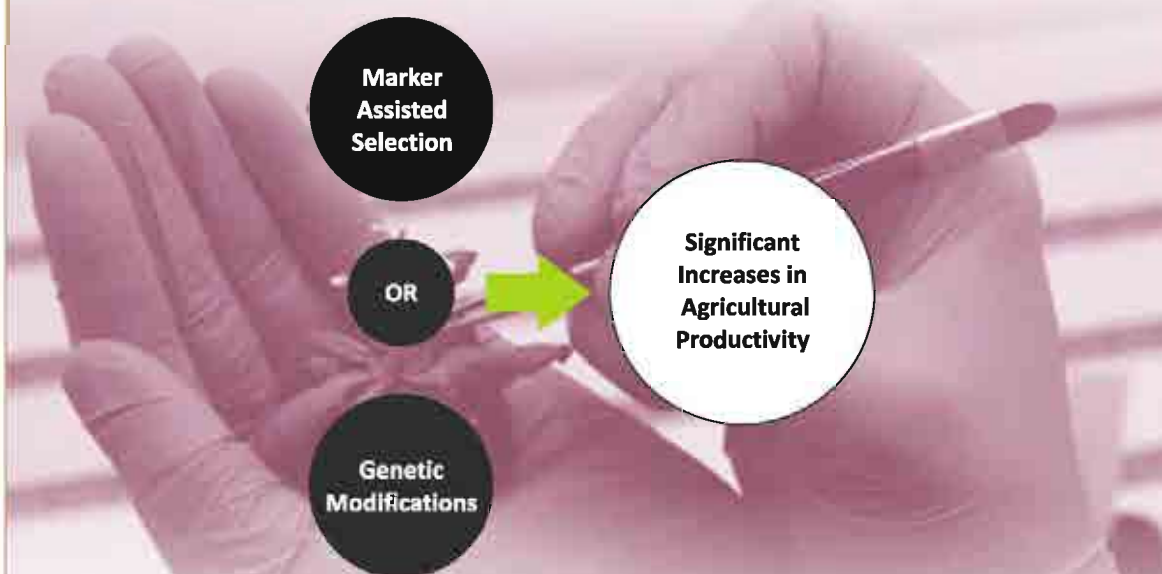 Marker
Assisted
Selection
OR
Genetic
Modifications
Significant
Increases in
Agricultural
Productivity